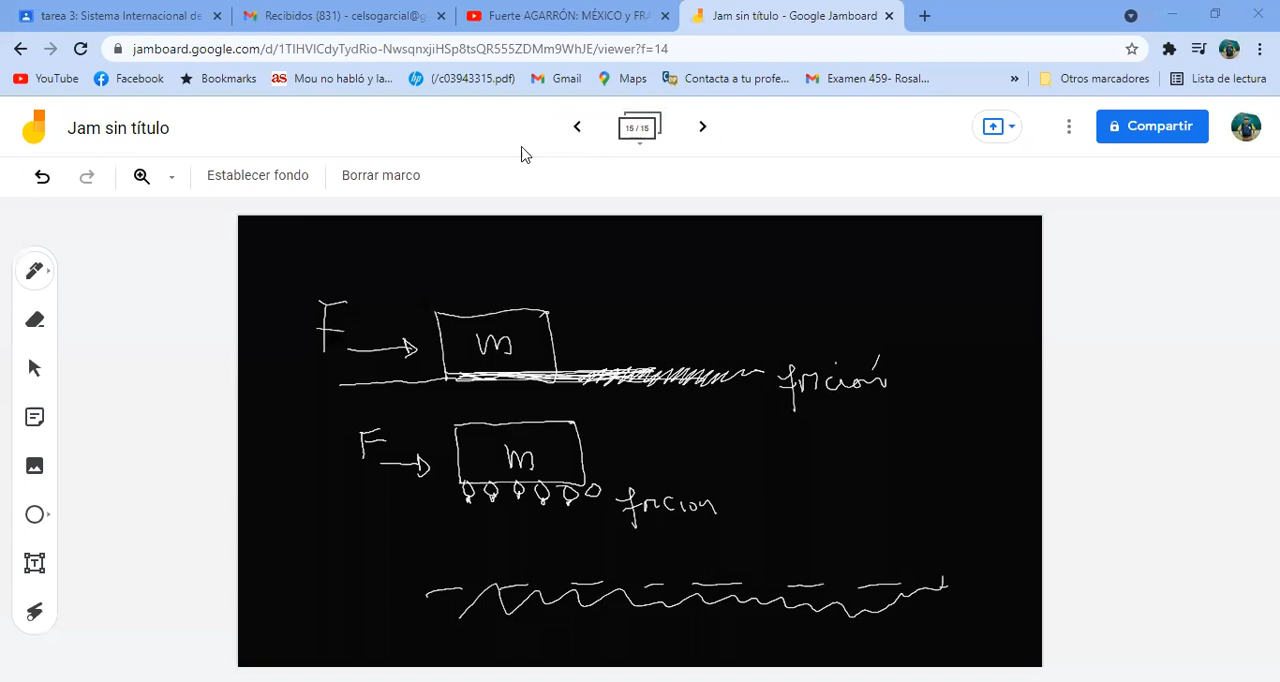 tarea 3: Sistema Internacional de
Recibidos (831) - celsogarcial@g
Fuerte AGARRÓN: MÉXICO y FRA
Jam sin título - Google Jamboard
jamboard.google.com/d/1TIHVICdyTydRio-NwsqnxjiHSp8tsQR555ZDMm9WhJE/viewer?f=14
YouTube
Facebook
Bookmarks
Mou no habló y la...
(/c03943315.pdf)
Gmail
Maps
Contacta a tu profe...
Examen 459- Rosal...
»
Otros marcadores
Lista de lectura
Jam sin título
15 / 15
Compartir
Establecer fondo
Borrar marco
F
m
fricción
F
m
fricion